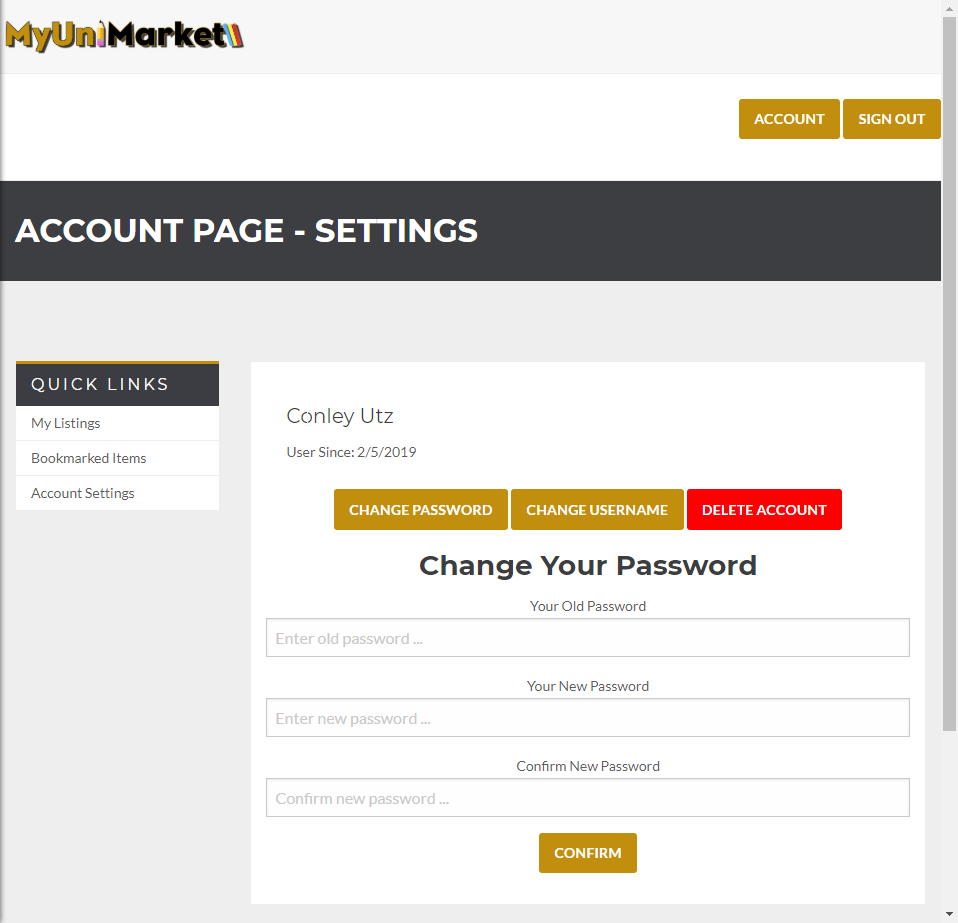 MyUniMarket
ACCOUNT SIGN OUT
ACCOUNT PAGE - SETTINGS
QUICK LINKS
My Listings
Bookmarked Items
Account Settings
Conley Utz
User Since: 2/5/2019
CHANGE PASSWORD CHANGE USERNAME DELETE ACCOUNT
Change Your Password
Your Old Password
Enter old password ...
Your New Password
Enter new password ...
Confirm New Password
Confirm new password ...
CONFIRM